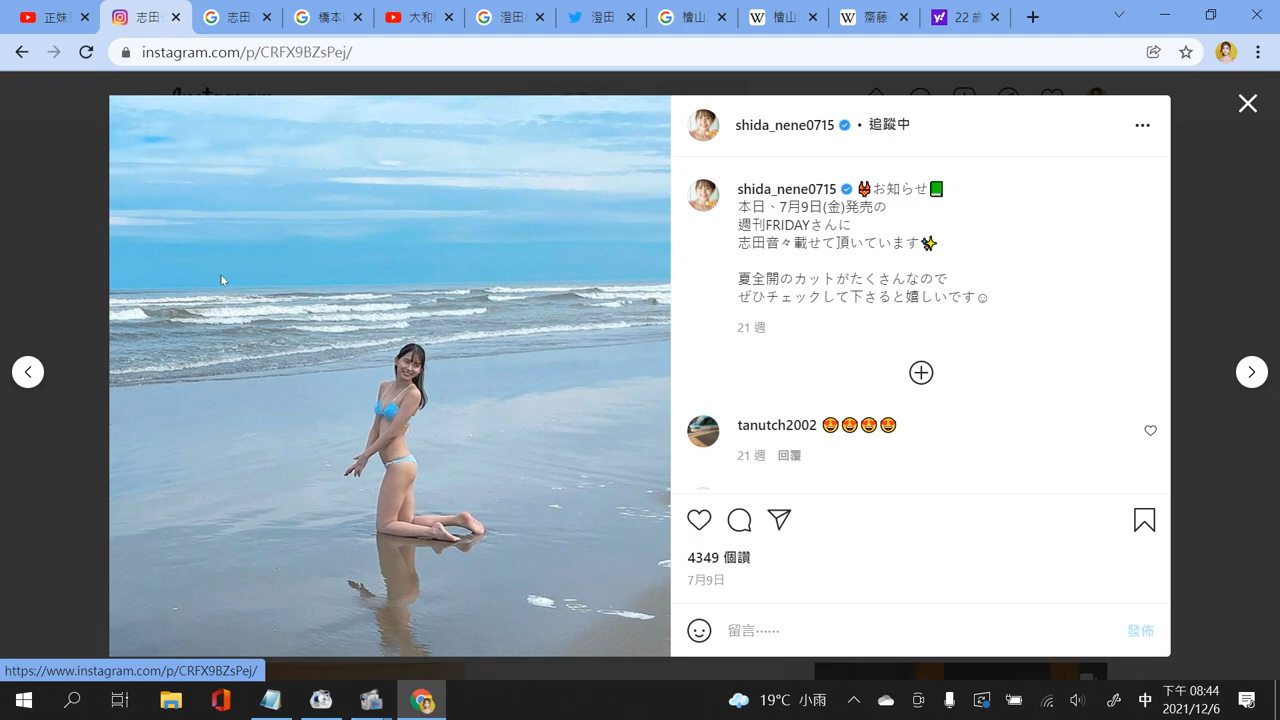 正妹
志田
志田
橋本
大和
澄田
澄田
檜山
檜山
齋藤
22 歲
instagram.com/p/CRFX9BZsPej/
Instagram
shida_nene0715 • 追蹤中
shida_nene0715 お知らせ
本日、7月9日(金)発売の
週刊FRIDAYさんに
志田音々載せて頂いています✨
夏全開のカットがたくさんなので
ぜひチェックして下さると嬉しいです☺
21 週
tanutch2002 🤩🤩🤩🤩
21 週 回覆
4349 個讚
7月9日
留言⋯⋯
發佈
https://www.instagram.com/p/CRFX9BZsPej/
19°C 小雨
中
下午 08:44
2021/12/6